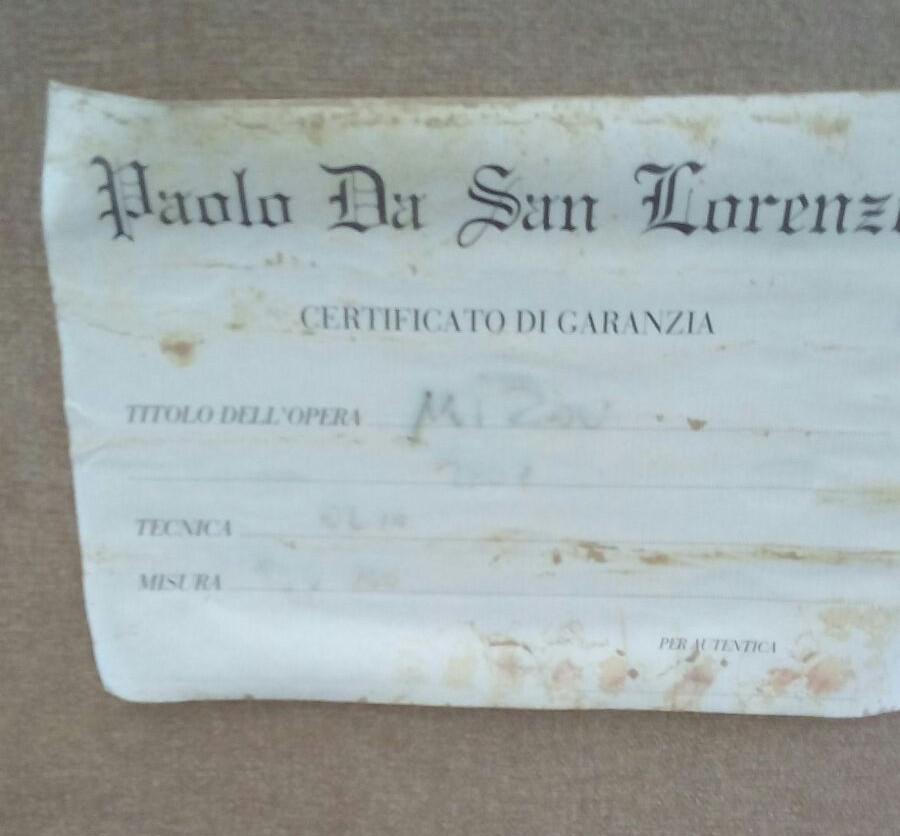 Paolo Da San Lorenz
CERTIFICATO DI GARANZIA
TITOLO DELL'OPERA
TECNICA
MISURA
PER AUTENTICA